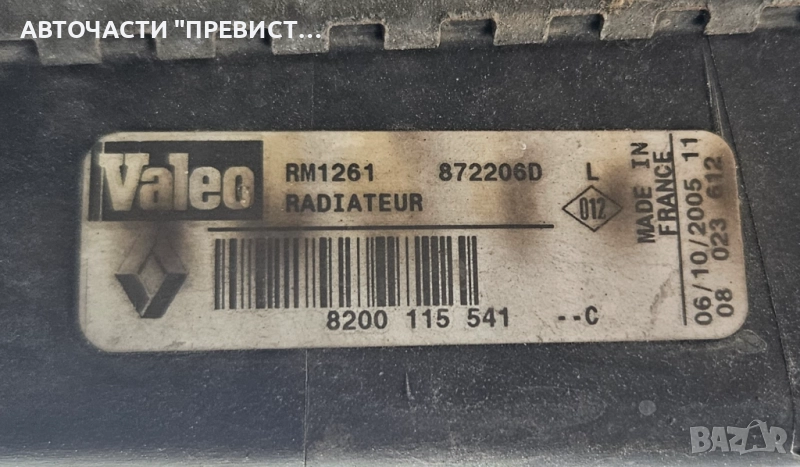 АВТОЧАСТИ "ПРЕВИСТ...
Valeo
RM1261 872206D L
RADIATEUR
012
8200 115 541 --C
MADE IN
FRANCE
06/10/2005 11
08 023 612
BAZAR